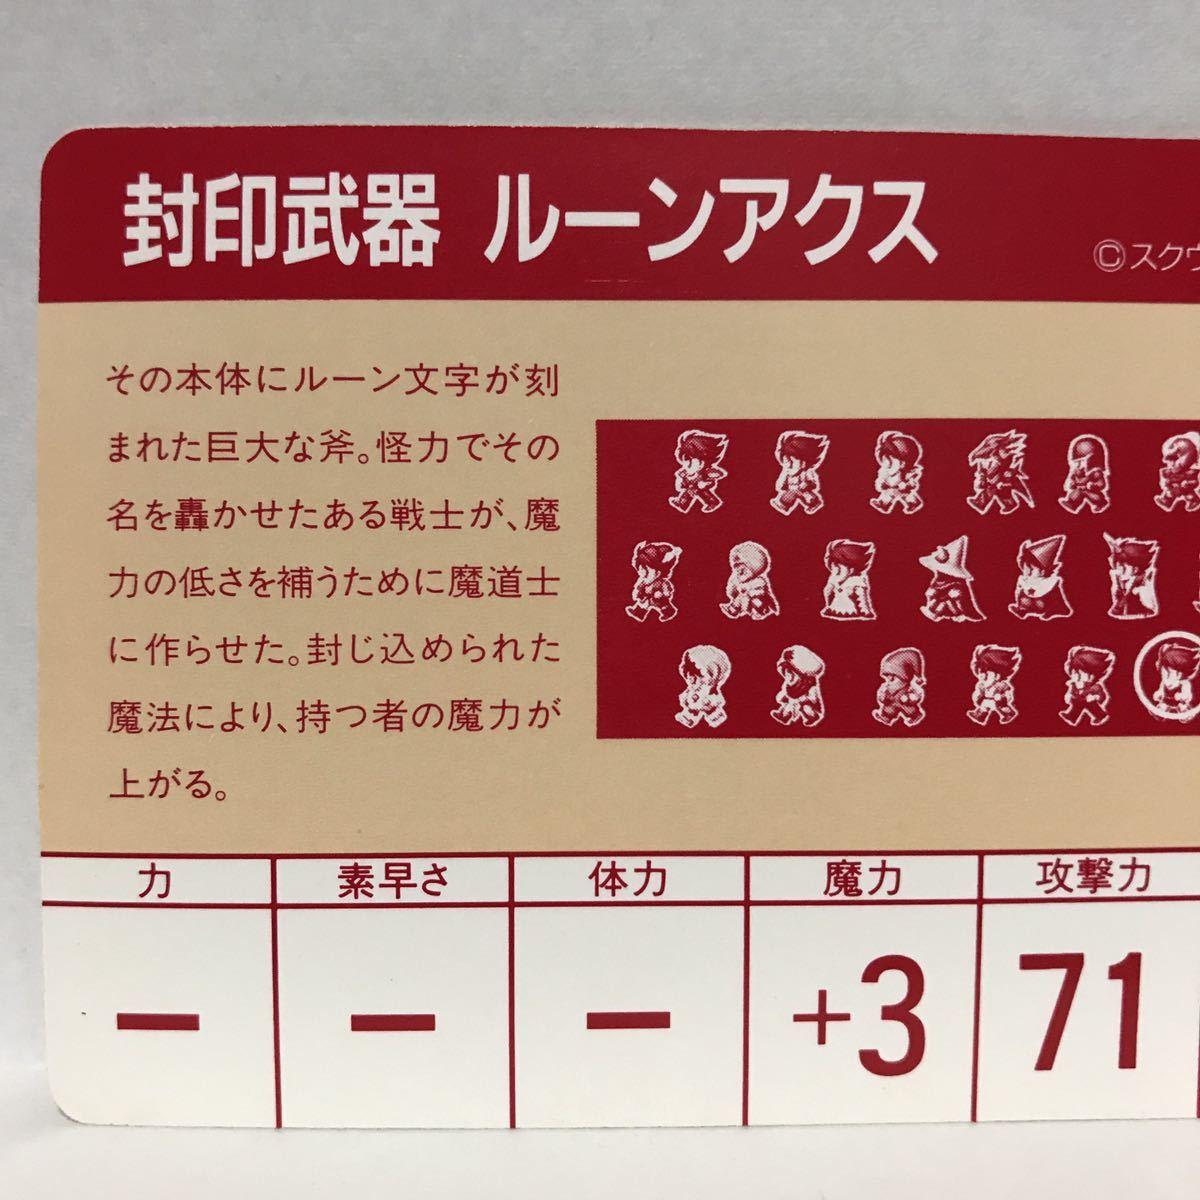 封印武器 ルーンアクス
©スクウ
その本体にルーン文字が刻
まれた巨大な斧。怪力でその
名を轟かせたある戦士が、魔
力の低さを補うために魔道士
に作らせた。封じ込められた
魔法により、持つ者の魔力が
上がる。
力 素早さ 体力 魔力 攻撃力
ー ー ー +3 71